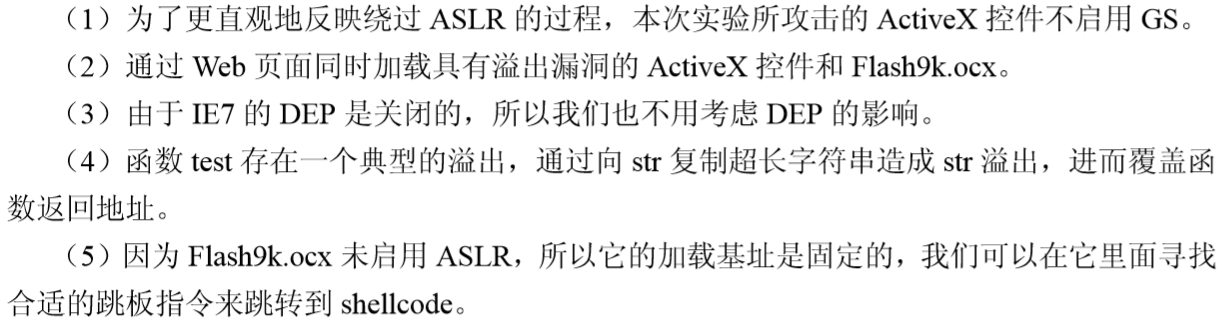 （1）为了更直观地反映绕过 ASLR 的过程，本次实验所攻击的 ActiveX 控件不启用 GS。
（2）通过 Web 页面同时加载具有溢出漏洞的 ActiveX 控件和 Flash9k.ocx。
（3）由于 IE7 的 DEP 是关闭的，所以我们也不用考虑 DEP 的影响。
（4）函数 test 存在一个典型的溢出，通过向 str 复制超长字符串造成 str 溢出，进而覆盖函
数返回地址。
（5）因为 Flash9k.ocx 未启用 ASLR，所以它的加载基址是固定的，我们可以在它里面寻找
合适的跳板指令来跳转到 shellcode。